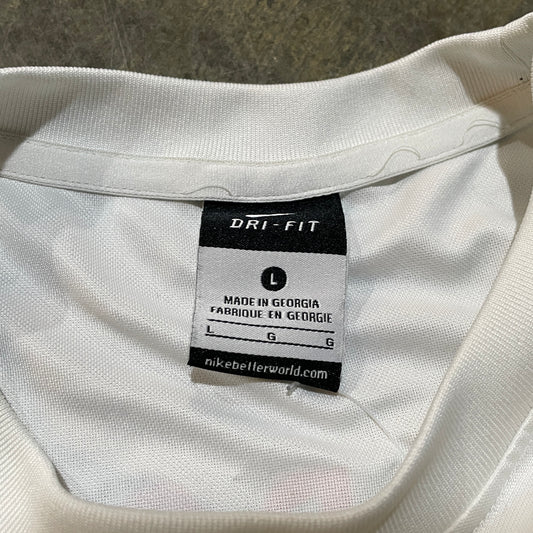 DRI-FIT
L
MADE IN GEORGIA
FABRIQUE EN GEORGIE
L G G
nikebetterworld.com